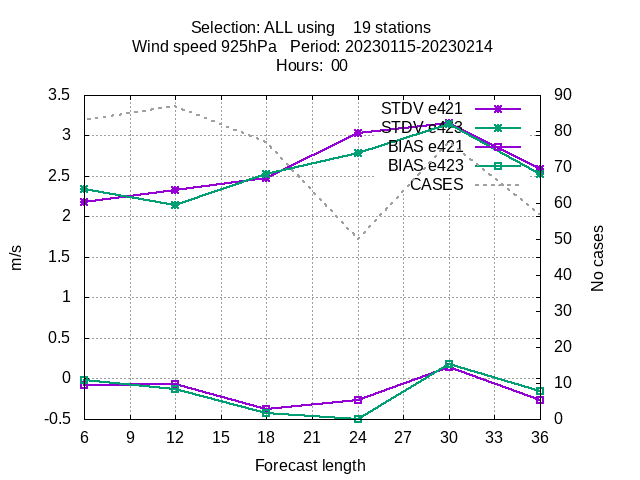 Selection: ALL using    19 stations
Wind speed 925hPa   Period: 20230115-20230214
Hours:  00
STDV e421
STDV e423
BIAS e421
BIAS e423
CASES
3.5
3
2.5
2
1.5
1
0.5
0
-0.5
m/s
90
80
70
60
50
40
30
20
10
0
No cases
6 9 12 15 18 21 24 27 30 33 36
Forecast length